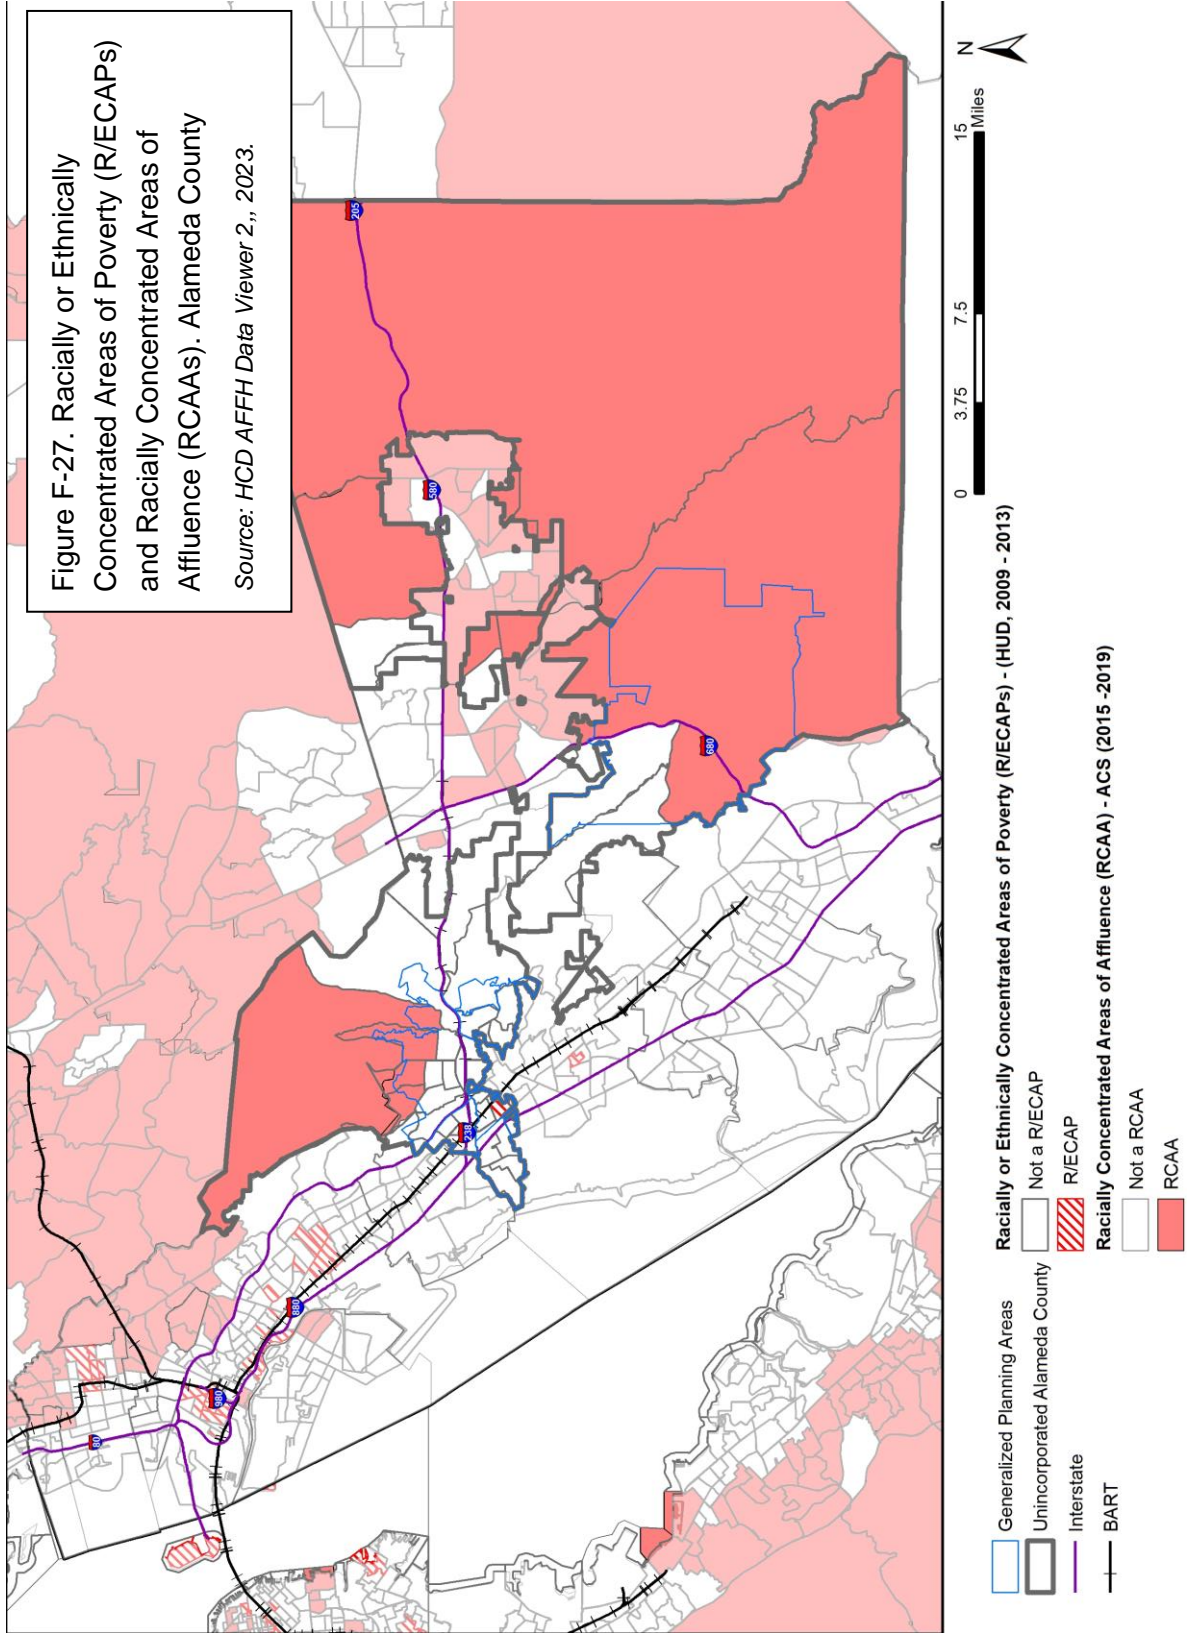 Figure F-27. Racially or Ethnically
Concentrated Areas of Poverty (R/ECAPs)
and Racially Concentrated Areas of
Affluence (RCAAs). Alameda County
Source: HCD AFFH Data Viewer 2,, 2023.
80
980
880
238
580
205
680
N
0
3.75
7.5
15
Miles
Generalized Planning Areas
Unincorporated Alameda County
Interstate
BART
Racially or Ethnically Concentrated Areas of Poverty (R/ECAPs) - (HUD, 2009 - 2013)
Not a R/ECAP
R/ECAP
Racially Concentrated Areas of Affluence (RCAA) - ACS (2015 -2019)
Not a RCAA
RCAA